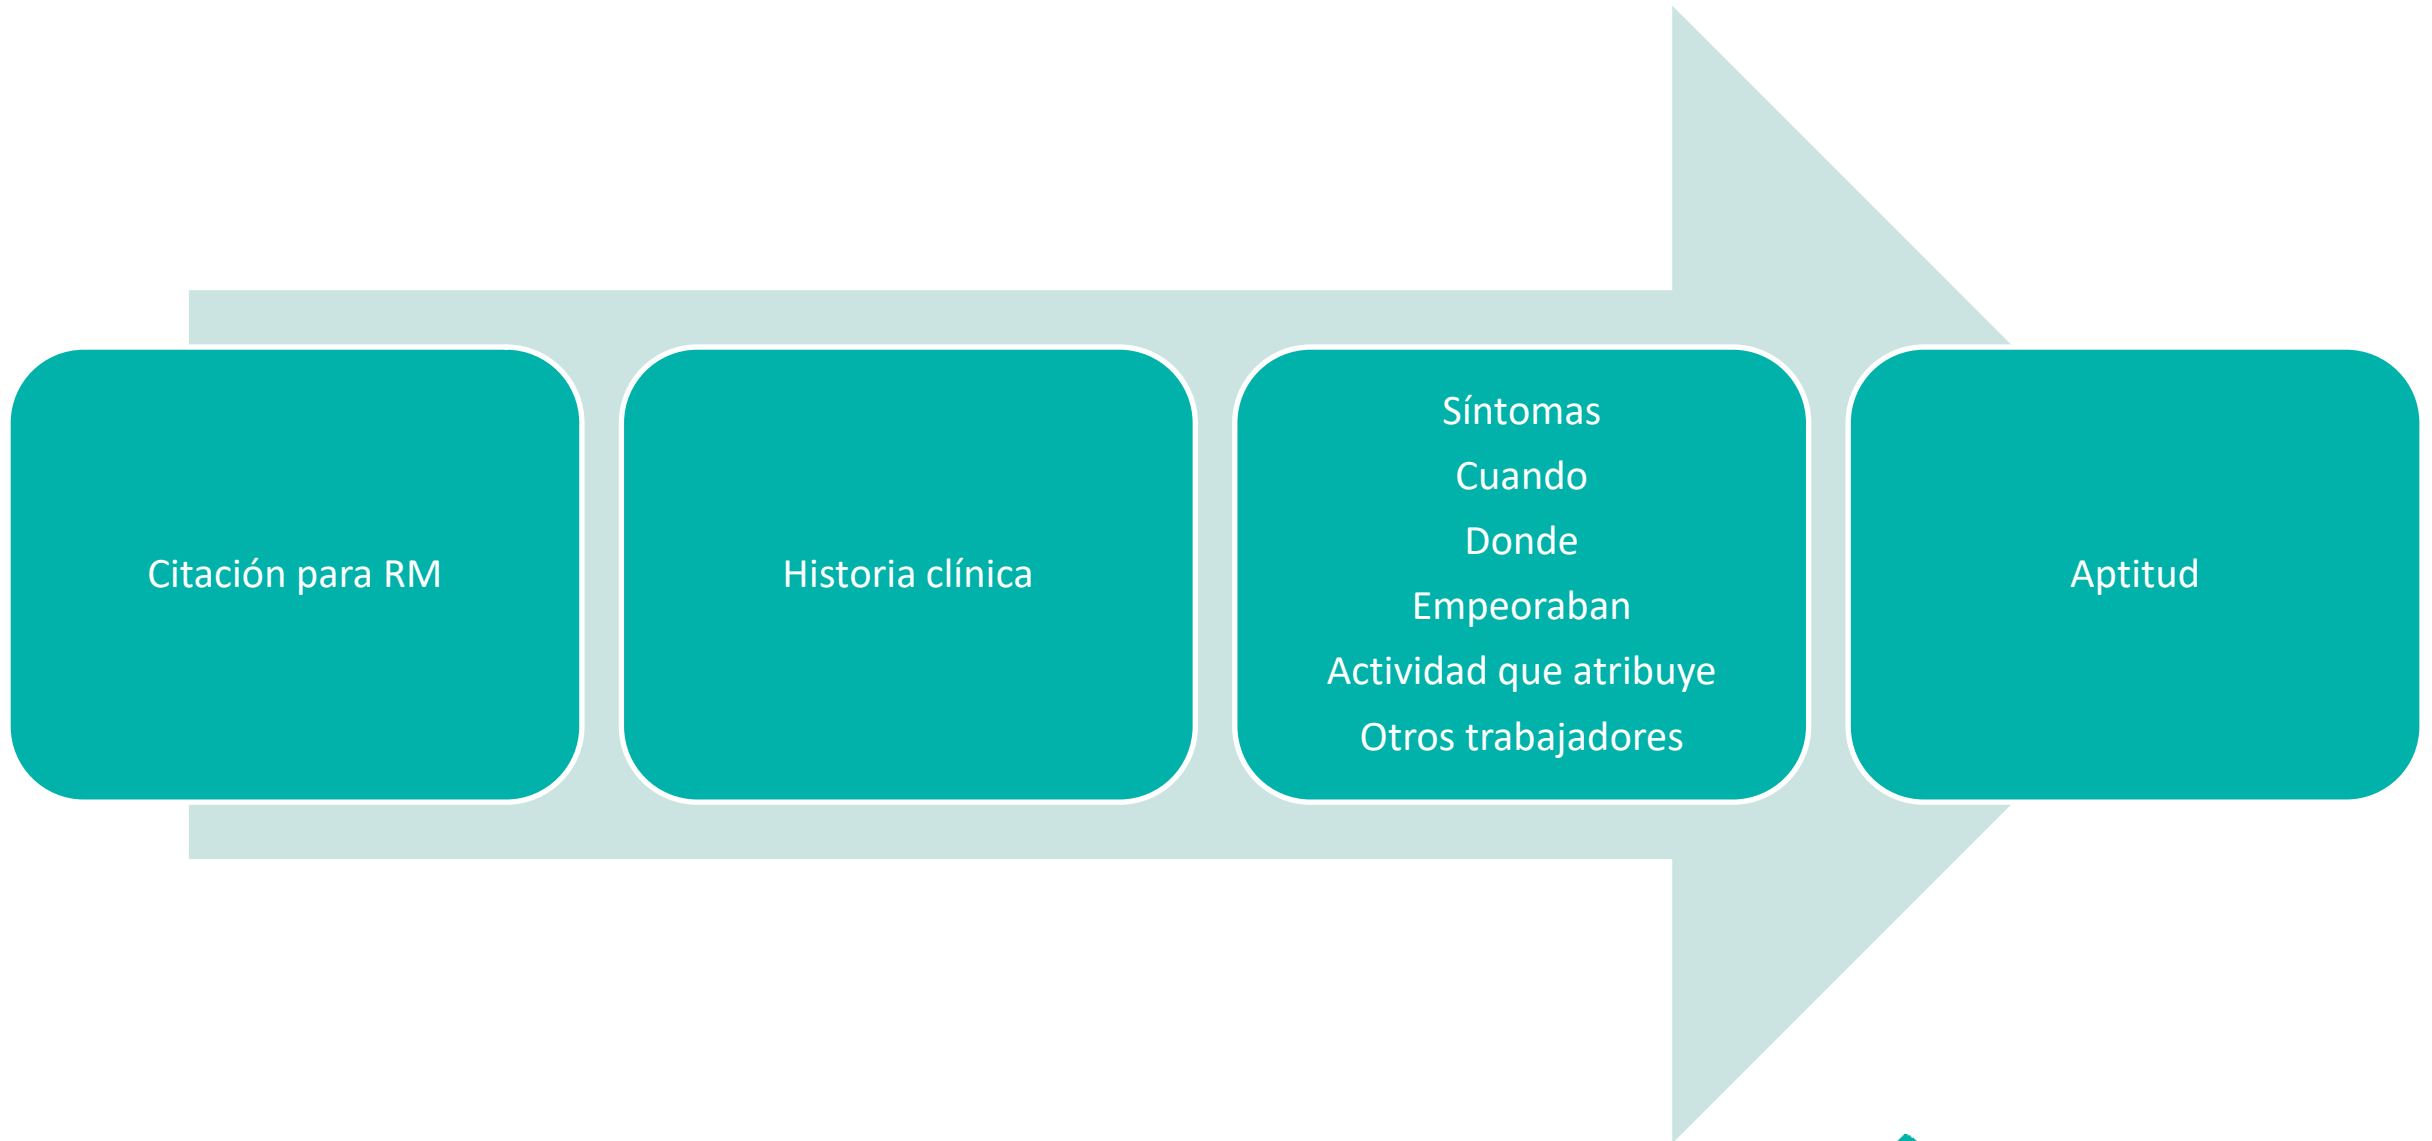 Citación para RM
Historia clínica
Síntomas
Cuando
Donde
Empeoraban
Actividad que atribuye
Otros trabajadores
Aptitud